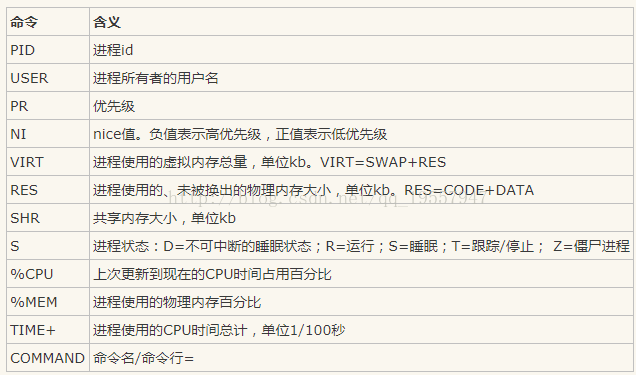 命令 含义
PID 进程id
USER 进程所有者的用户名
PR 优先级
NI nice值。负值表示高优先级，正值表示低优先级
VIRT 进程使用的虚拟内存总量，单位kb。VIRT=SWAP+RES
RES 进程使用的、未被换出的物理内存大小，单位kb。RES=CODE+DATA
http://blog.csdn.net/qq_19557947
SHR 共享内存大小，单位kb
S 进程状态：D=不可中断的睡眠状态；R=运行；S=睡眠；T=跟踪/停止； Z=僵尸进程
%CPU 上次更新到现在的CPU时间占用百分比
%MEM 进程使用的物理内存百分比
TIME+ 进程使用的CPU时间总计，单位1/100秒
COMMAND 命令名/命令行=